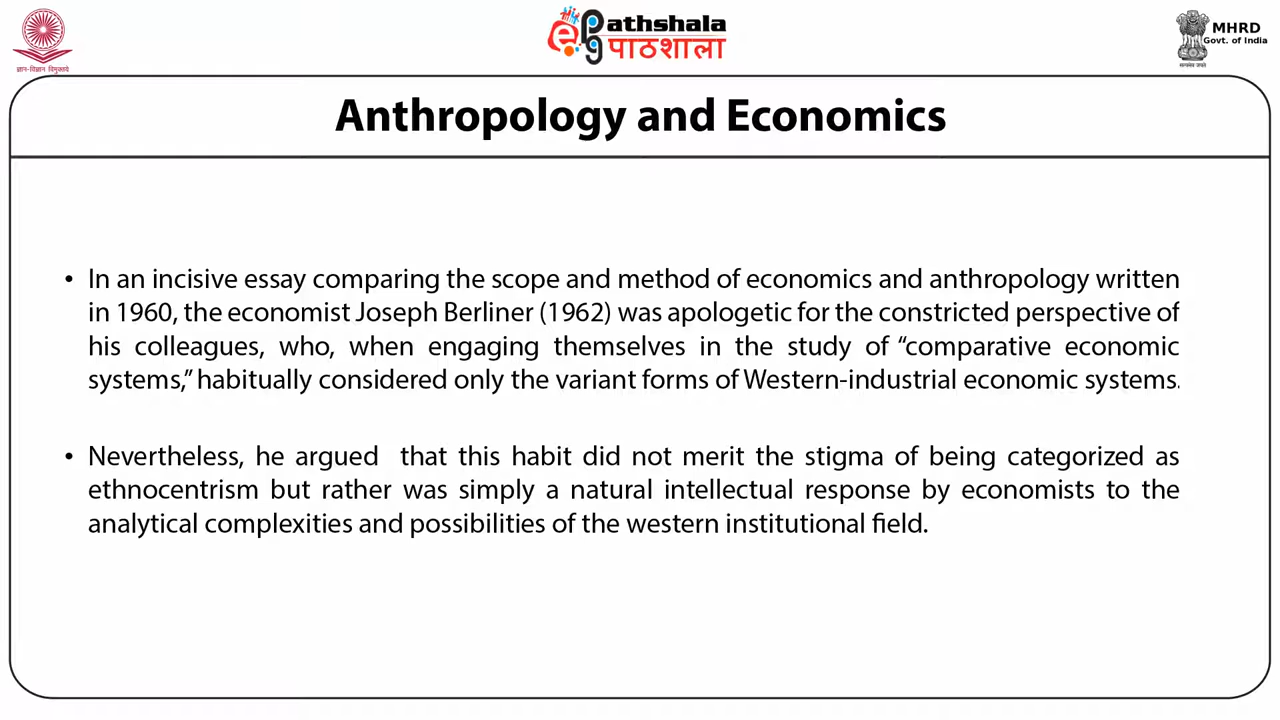 ज्ञान-विज्ञान विमुक्तये
ePathshala
पाठशाला
MHRD
Govt. of India
सत्यमेव जयते
Anthropology and Economics
• In an incisive essay comparing the scope and method of economics and anthropology written
in 1960, the economist Joseph Berliner (1962) was apologetic for the constricted perspective of
his colleagues, who, when engaging themselves in the study of “comparative economic
systems,” habitually considered only the variant forms of Western-industrial economic systems.
• Nevertheless, he argued that this habit did not merit the stigma of being categorized as
ethnocentrism but rather was simply a natural intellectual response by economists to the
analytical complexities and possibilities of the western institutional field.